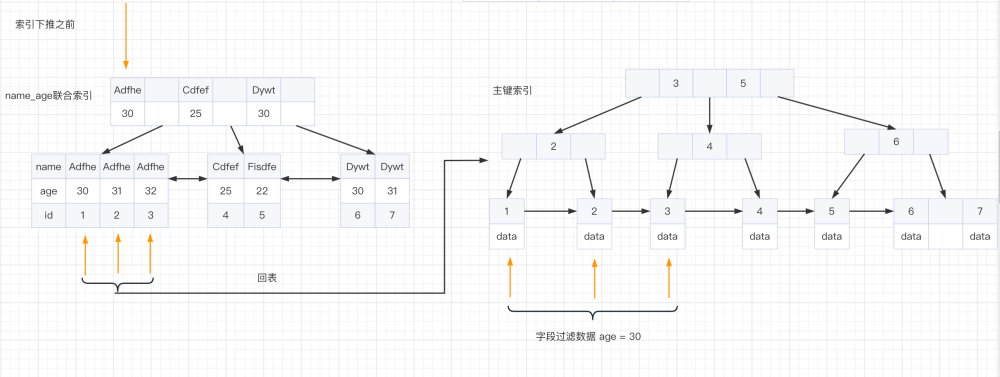 索引下推之前
name_age联合索引
Adfhe Cdfef Dywt
30 25 30
name Adfhe Adfhe Adfhe Cdfef Fisdfe Dywt Dywt
age 30 31 32 25 22 30 31
id 1 2 3 4 5 6 7
回表
主键索引
3 5
2 4 6
1 2 3 4 5 6 7
data data data data data data data
字段过滤数据 age = 30